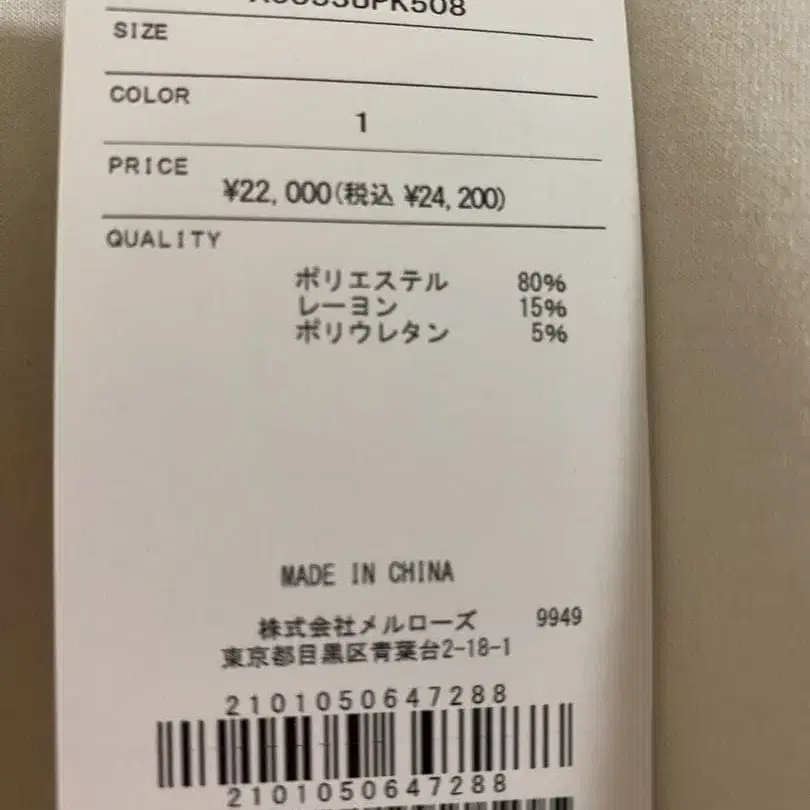 SIZE
COLOR
1
PRICE
¥22,000(税込 ¥24,200)
QUALITY
ポリエステル 80%
レーヨン 15%
ポリウレタン 5%
MADE IN CHINA
株式会社メルローズ 9949
東京都目黒区青葉台2-18-1
2101050647288
2101050647288